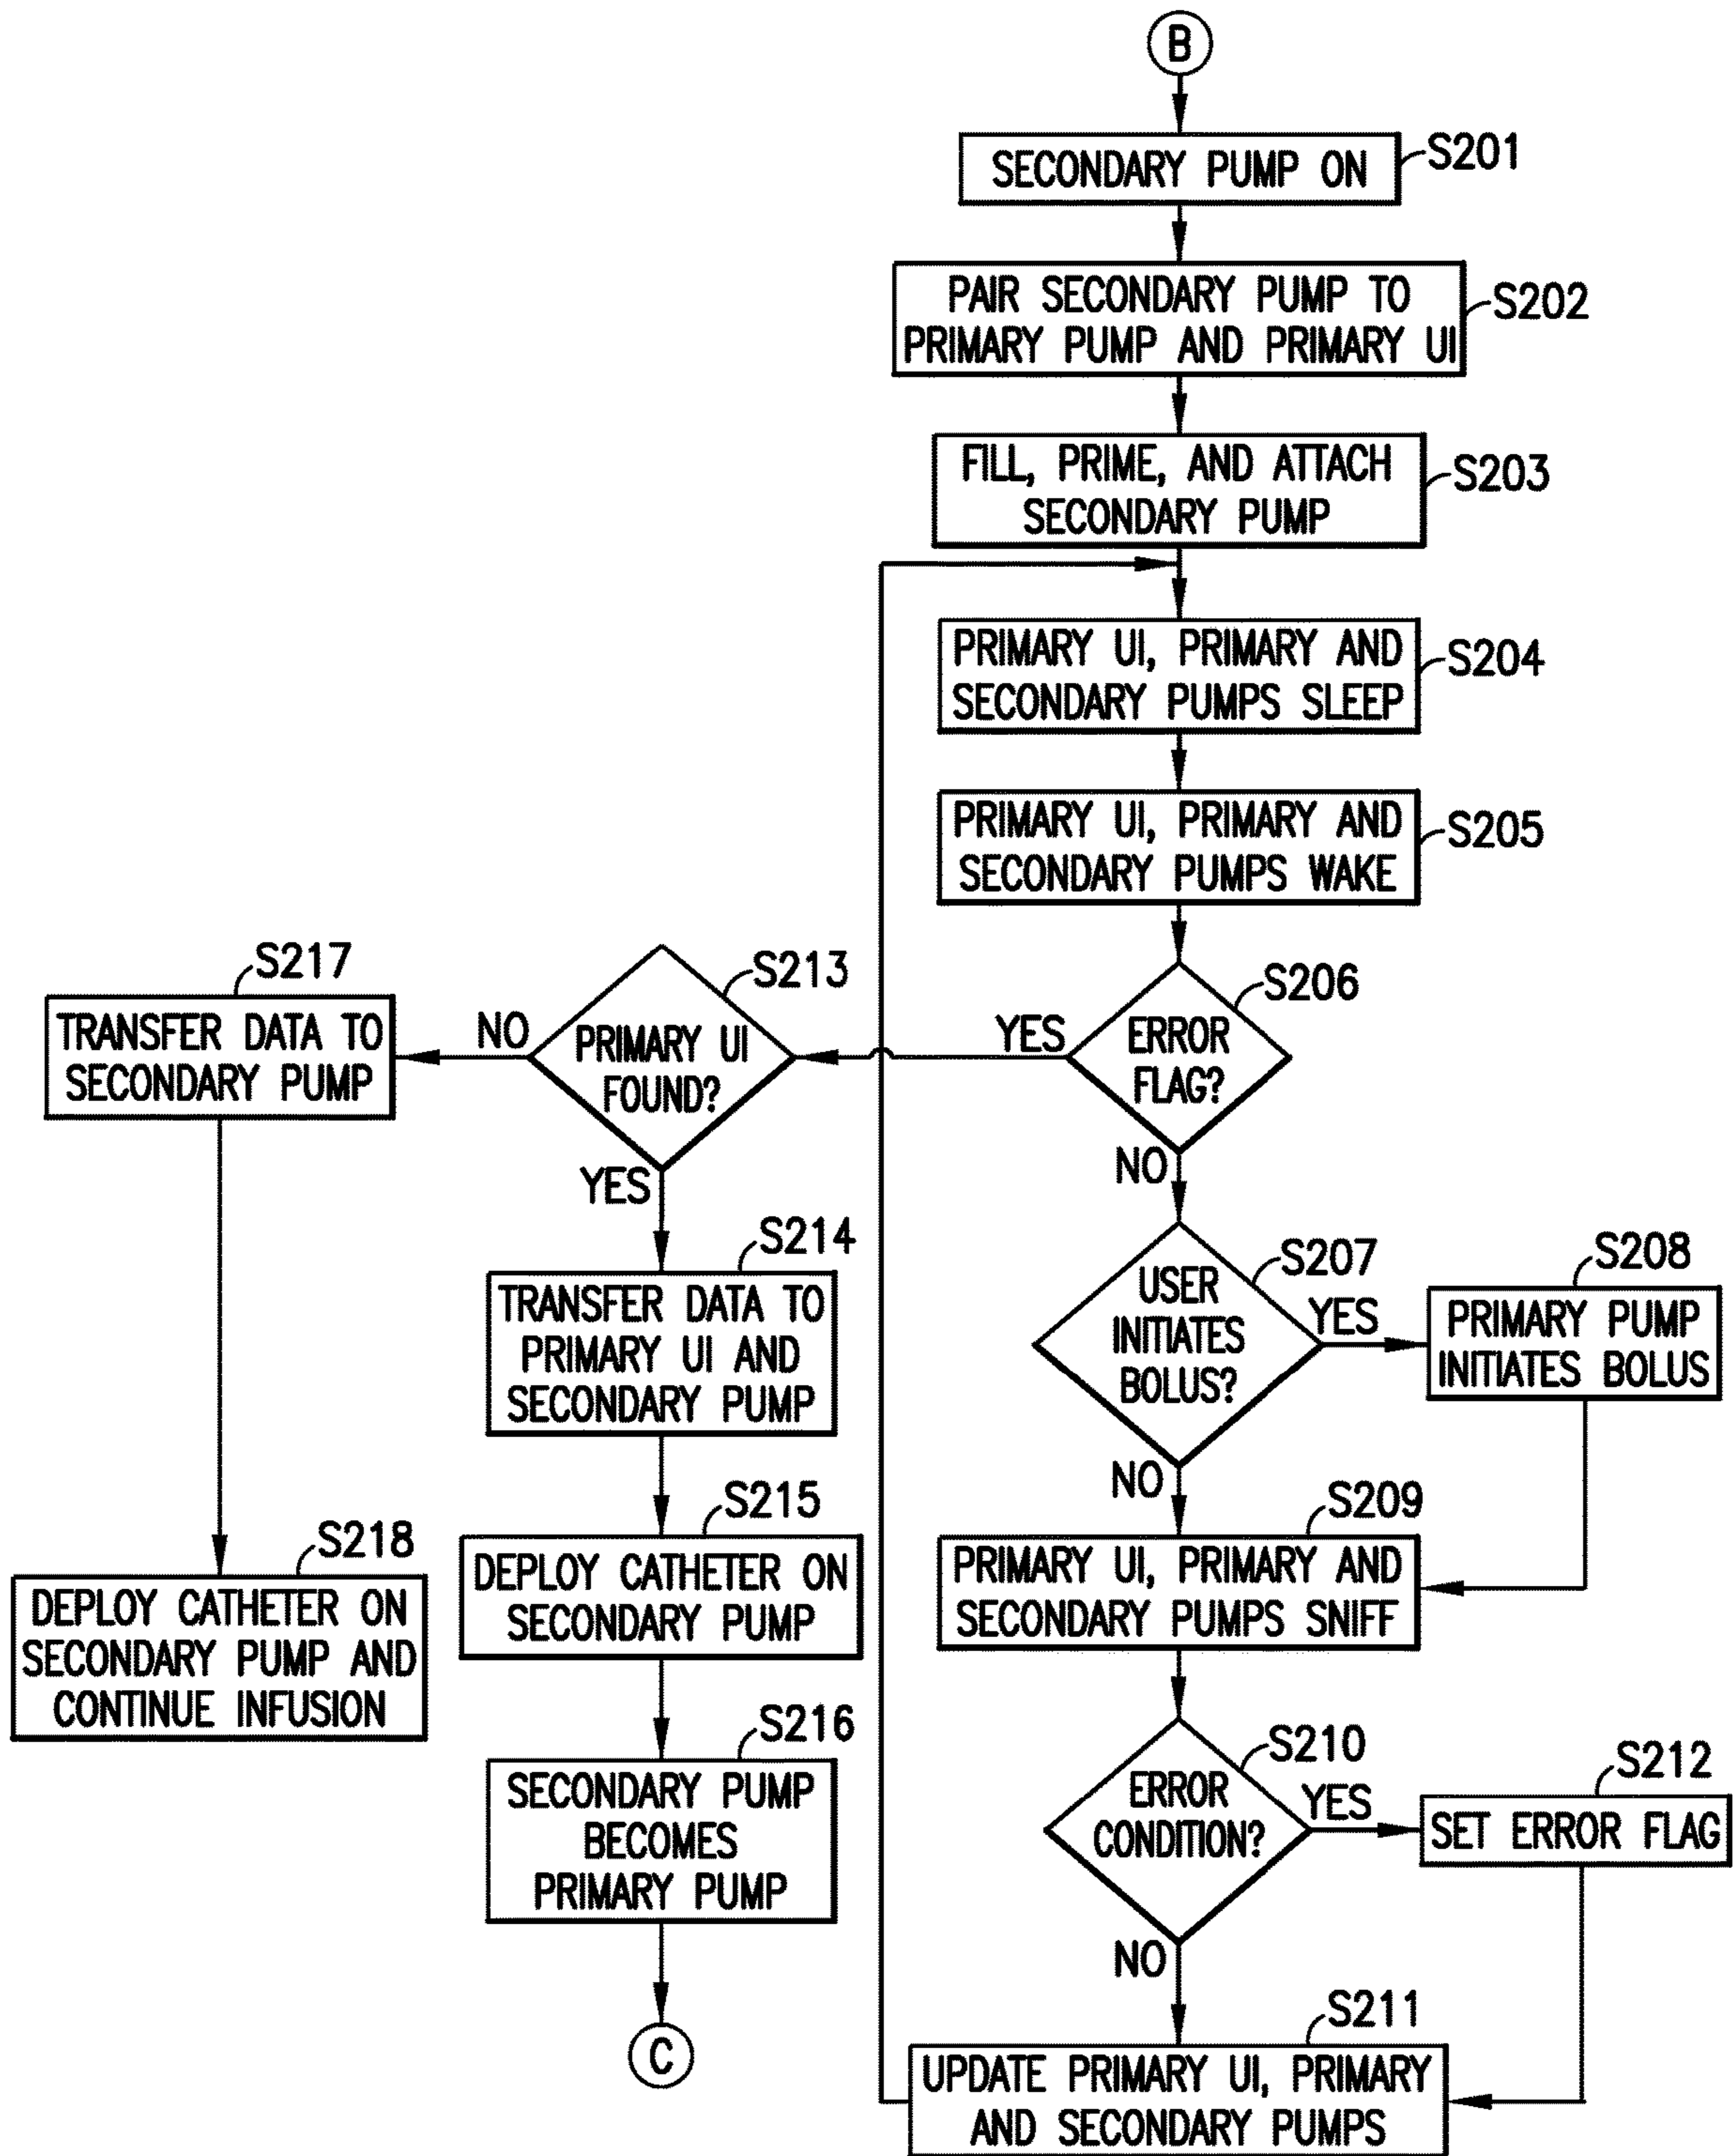 B
SECONDARY PUMP ON
S201
PAIR SECONDARY PUMP TO
PRIMARY PUMP AND PRIMARY UI
S202
FILL, PRIME, AND ATTACH
SECONDARY PUMP
S203
PRIMARY UI, PRIMARY AND
SECONDARY PUMPS SLEEP
S204
PRIMARY UI, PRIMARY AND
SECONDARY PUMPS WAKE
S205
ERROR
FLAG?
S206
YES
NO
USER
INITIATES
BOLUS?
S207
YES
NO
S208
PRIMARY PUMP
INITIATES BOLUS
S209
PRIMARY UI, PRIMARY AND
SECONDARY PUMPS SNIFF
S210
ERROR
CONDITION?
YES
NO
S212
SET ERROR FLAG
S211
UPDATE PRIMARY UI, PRIMARY
AND SECONDARY PUMPS
S213
PRIMARY UI
FOUND?
NO
YES
S214
TRANSFER DATA TO
PRIMARY UI AND
SECONDARY PUMP
S215
DEPLOY CATHETER ON
SECONDARY PUMP
S216
SECONDARY PUMP
BECOMES
PRIMARY PUMP
C
S217
TRANSFER DATA TO
SECONDARY PUMP
S218
DEPLOY CATHETER ON
SECONDARY PUMP AND
CONTINUE INFUSION